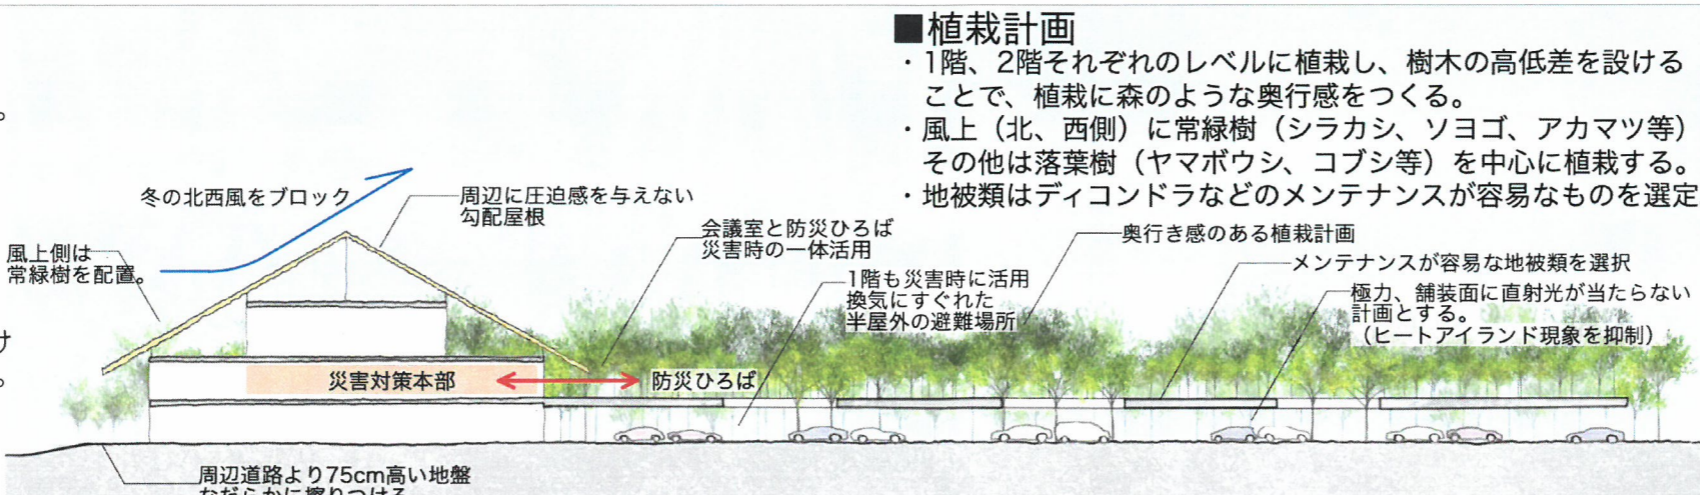 ■植栽計画
・1階、2階それぞれのレベルに植栽し、樹木の高低差を設ける
ことで、植栽に森のような奥行感をつくる。
・風上（北、西側）に常緑樹（シラカシ、ソヨゴ、アカマツ等）
その他は落葉樹（ヤマボウシ、コブシ等）を中心に植栽する。
・地被類はディコンドラなどのメンテナンスが容易なものを選定
。
冬の北西風をブロック
周辺に圧迫感を与えない
勾配屋根
会議室と防災ひろば
災害時の一体活用
奥行き感のある植栽計画
風上側は
常緑樹を配置。
1階も災害時に活用
換気にすぐれた
半屋外の避難場所
メンテナンスが容易な地被類を選択
極力、舗装面に直射光が当たらない
計画とする。
（ヒートアイランド現象を抑制）
け
。
災害対策本部
防災ひろば
周辺道路より75cm高い地盤
なだらかに擦りつける